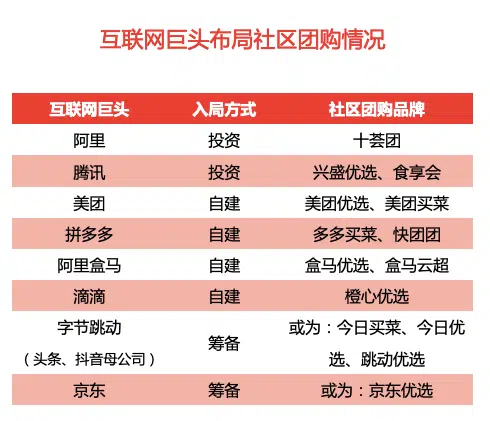 互联网巨头布局社区团购情况
互联网巨头 入局方式 社区团购品牌
阿里 投资 十荟团
腾讯 投资 兴盛优选、食享会
美团 自建 美团优选、美团买菜
拼多多 自建 多多买菜、快团团
阿里盒马 自建 盒马优选、盒马云超
滴滴 自建 橙心优选
字节跳动
（头条、抖音母公司）
筹备
或为：今日买菜、今日优
选、跳动优选
京东 筹备 或为：京东优选